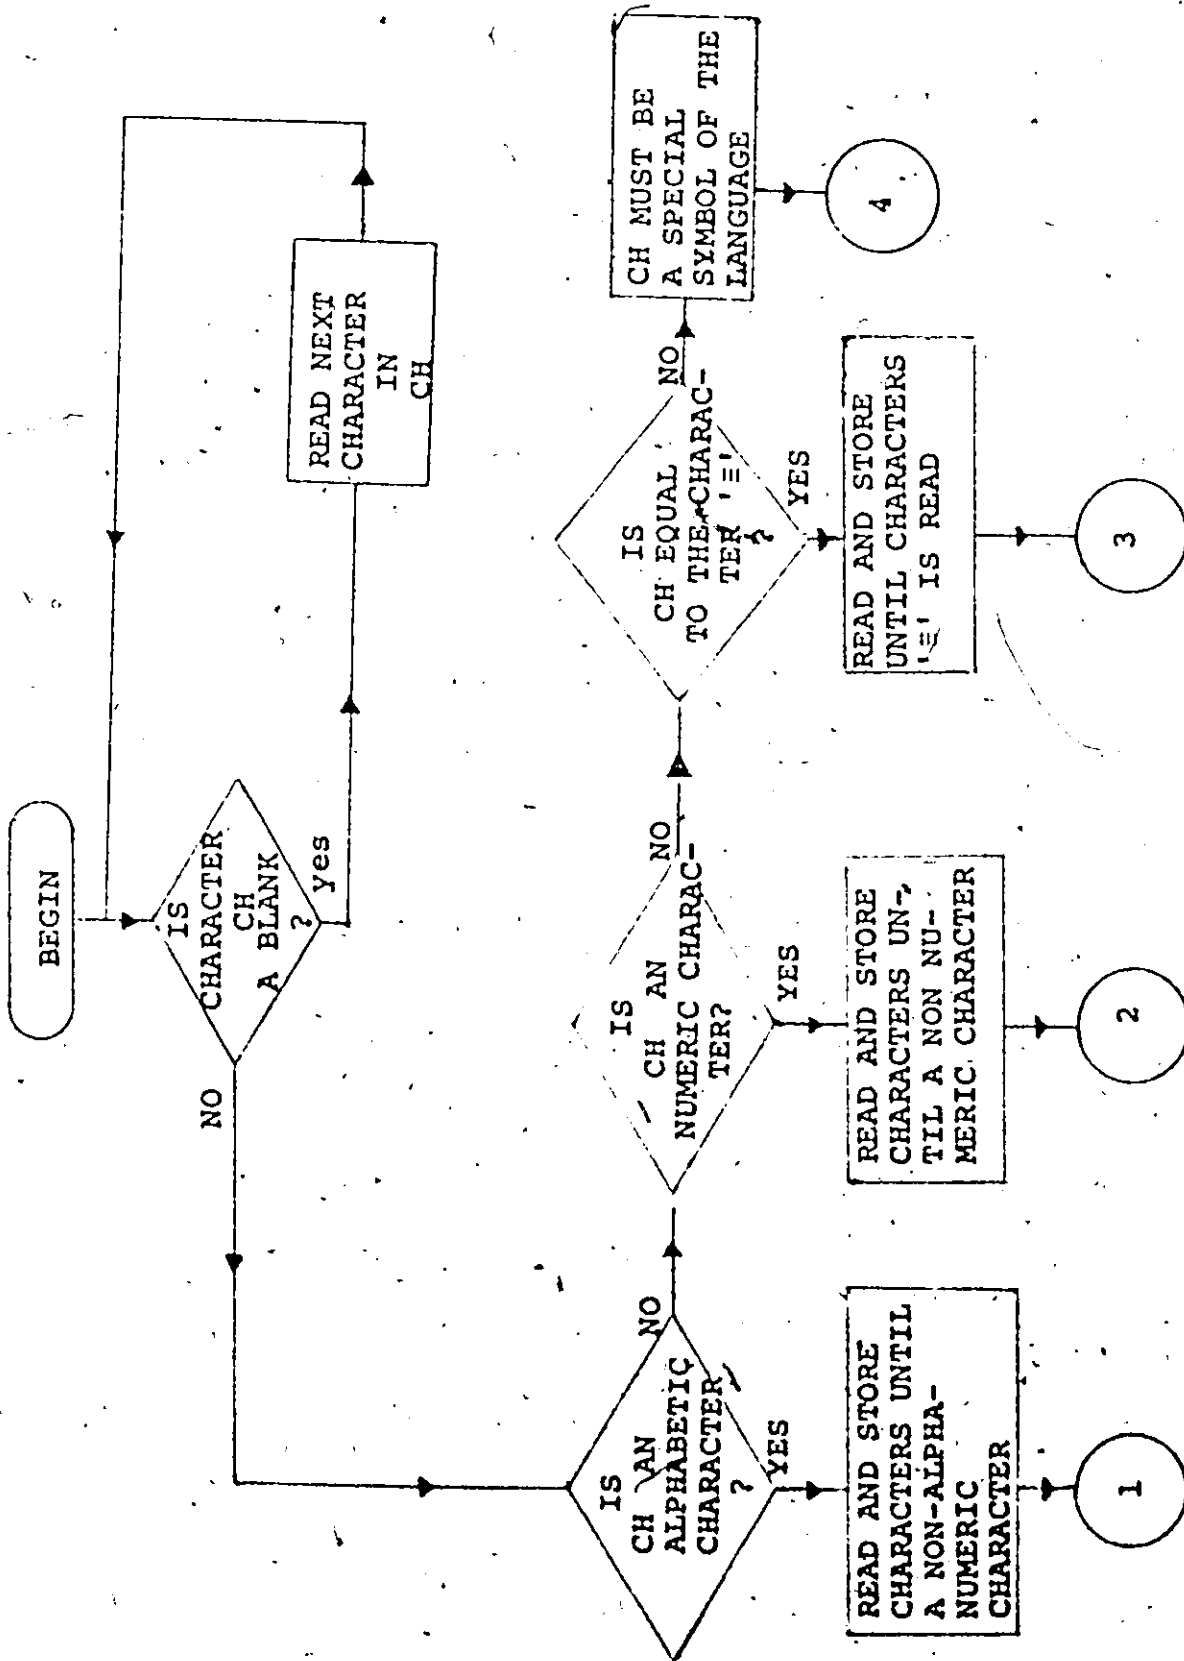 BEGIN
IS
CHARACTER
CH
A BLANK
?
yes
NO
READ NEXT
CHARACTER
IN
CH
IS
CH AN
ALPHABETIC
CHARACTER
?
NO
YES
READ AND STORE
CHARACTERS UNTIL
A NON-ALPHA-
NUMERIC
CHARACTER
1
IS
CH AN
NUMERIC CHARAC-
TER?
NO
YES
READ AND STORE
CHARACTERS UN-
TIL A NON NU-
MERIC CHARACTER
2
IS
CH EQUAL
TO THE CHARAC-
TER '≡'
?
NO
YES
READ AND STORE
UNTIL CHARACTERS
'≡' IS READ
3
CH MUST BE
A SPECIAL
SYMBOL OF THE
LANGUAGE
4